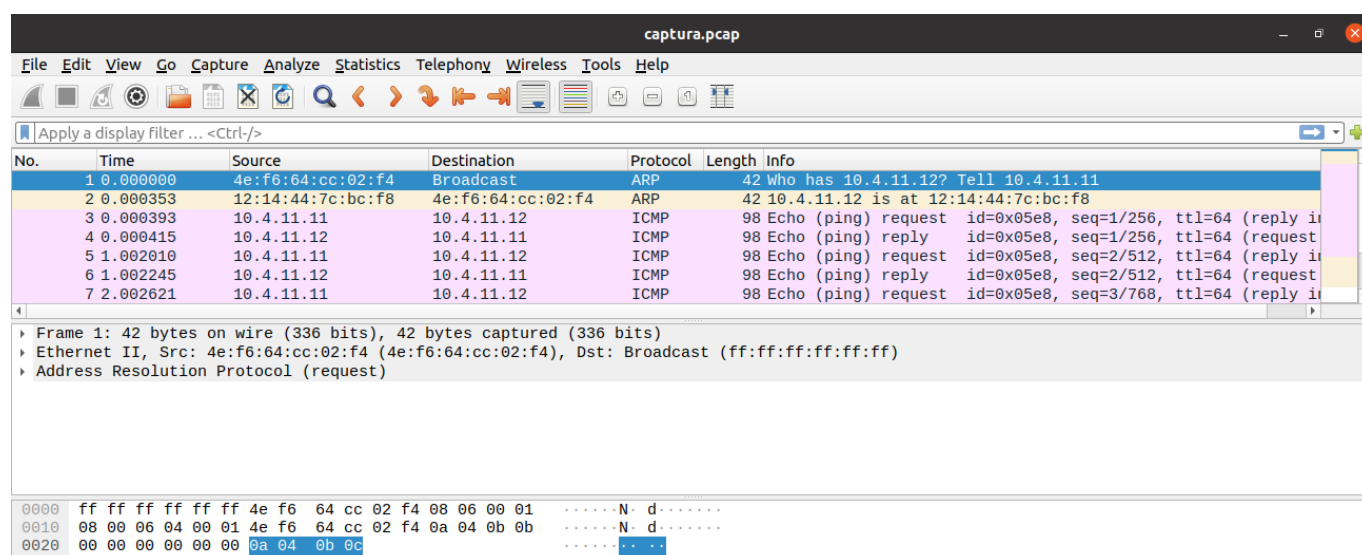 captura.pcap
File Edit View Go Capture Analyze Statistics Telephony Wireless Tools Help
Apply a display filter ... <Ctrl-/>
No. Time Source Destination Protocol Length Info
1 0.000000 4e:f6:64:cc:02:f4 Broadcast ARP 42 Who has 10.4.11.12? Tell 10.4.11.11
2 0.000353 12:14:44:7c:bc:f8 4e:f6:64:cc:02:f4 ARP 42 10.4.11.12 is at 12:14:44:7c:bc:f8
3 0.000393 10.4.11.11 10.4.11.12 ICMP 98 Echo (ping) request id=0x05e8, seq=1/256, ttl=64 (reply in
4 0.000415 10.4.11.12 10.4.11.11 ICMP 98 Echo (ping) reply id=0x05e8, seq=1/256, ttl=64 (request
5 1.002010 10.4.11.11 10.4.11.12 ICMP 98 Echo (ping) request id=0x05e8, seq=2/512, ttl=64 (reply in
6 1.002245 10.4.11.12 10.4.11.11 ICMP 98 Echo (ping) reply id=0x05e8, seq=2/512, ttl=64 (request
7 2.002621 10.4.11.11 10.4.11.12 ICMP 98 Echo (ping) request id=0x05e8, seq=3/768, ttl=64 (reply in
Frame 1: 42 bytes on wire (336 bits), 42 bytes captured (336 bits)
Ethernet II, Src: 4e:f6:64:cc:02:f4 (4e:f6:64:cc:02:f4), Dst: Broadcast (ff:ff:ff:ff:ff:ff)
Address Resolution Protocol (request)
0000 ff ff ff ff ff ff 4e f6 64 cc 02 f4 08 06 00 01 ······N· d·······
0010 08 00 06 04 00 01 4e f6 64 cc 02 f4 0a 04 0b 0b ······N· d·······
0020 00 00 00 00 00 00 0a 04 0b 0c ········ ··